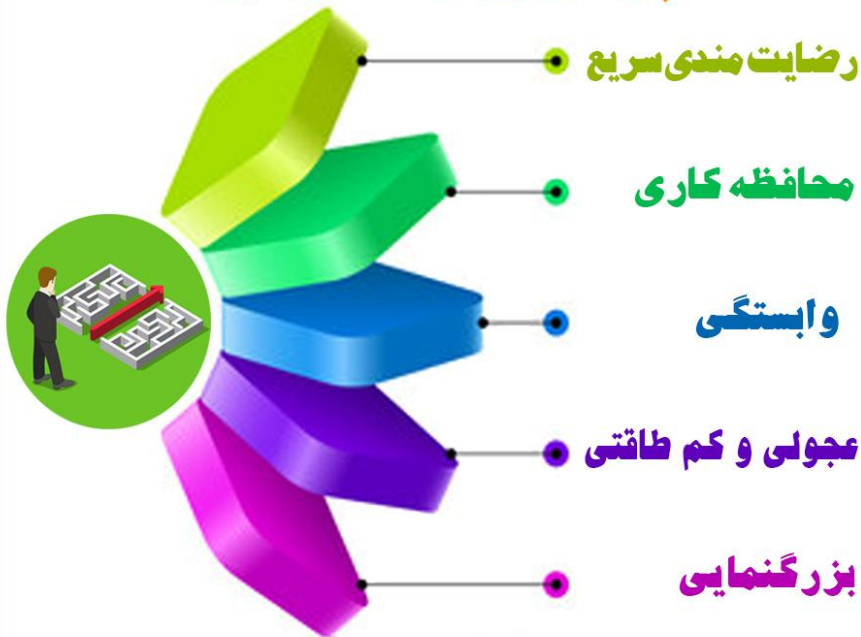 رضایت مندی سریع
محافظه کاری
وابستگی
عجولی و کم طاقتی
بزرگنمایی